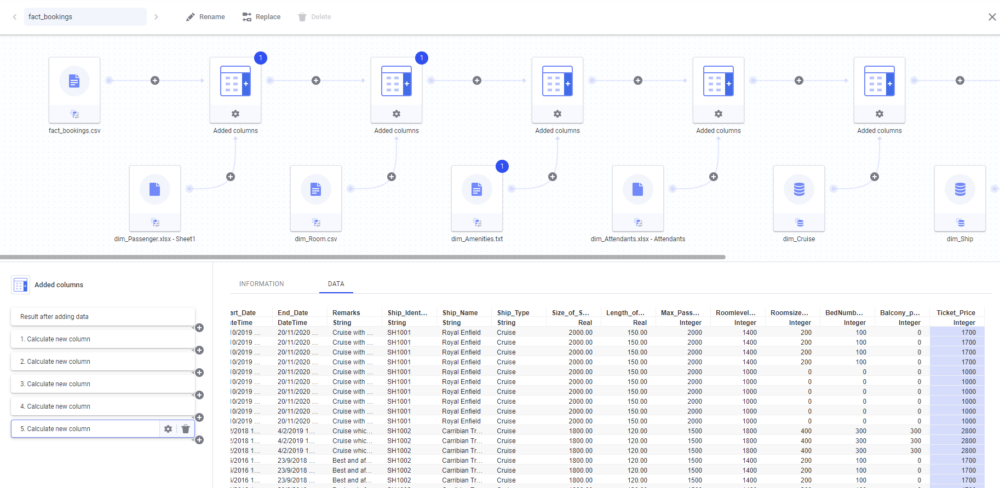 fact_bookings
Rename
Replace
Delete
1
1
fact_bookings.csv
Added columns
Added columns
Added columns
Added columns
Added columns
1
dim_Passenger.xlsx - Sheet1
dim_Room.csv
dim_Amenities.txt
dim_Attendants.xlsx - Attendants
dim_Cruise
dim_Ship
Added columns
Result after adding data
1. Calculate new column
2. Calculate new column
3. Calculate new column
4. Calculate new column
5. Calculate new column
INFORMATION DATA
art_Date End_Date Remarks Ship_Ident... Ship_Name Ship_Type Size_of_S... Length_of... Max_Pass... Roomlevel... Roomsize... BedNumb... Balcony_p... Ticket_Price
teTime DateTime String String String String Real Real Integer Integer Integer Integer Integer Integer
10/2019 ... 20/11/2020 ... Cruise with ... SH1001 Royal Enfield Cruise 2000.00 150.00 2000 1400 200 100 0 1700
10/2019 ... 20/11/2020 ... Cruise with ... SH1001 Royal Enfield Cruise 2000.00 150.00 2000 1400 200 100 0 1700
10/2019 ... 20/11/2020 ... Cruise with ... SH1001 Royal Enfield Cruise 2000.00 150.00 2000 1400 200 100 0 1700
10/2019 ... 20/11/2020 ... Cruise with ... SH1001 Royal Enfield Cruise 2000.00 150.00 2000 1400 200 100 0 1700
10/2019 ... 20/11/2020 ... Cruise with ... SH1001 Royal Enfield Cruise 2000.00 150.00 2000 1000 0 0 0 1000
10/2019 ... 20/11/2020 ... Cruise with ... SH1001 Royal Enfield Cruise 2000.00 150.00 2000 1000 0 0 0 1000
10/2019 ... 20/11/2020 ... Cruise with ... SH1001 Royal Enfield Cruise 2000.00 150.00 2000 1000 0 0 0 1000
10/2019 ... 20/11/2020 ... Cruise with ... SH1001 Royal Enfield Cruise 2000.00 150.00 2000 1000 0 0 0 1000
10/2019 ... 20/11/2020 ... Cruise with ... SH1001 Royal Enfield Cruise 2000.00 150.00 2000 1000 0 0 0 1000
10/2019 ... 20/11/2020 ... Cruise with ... SH1001 Royal Enfield Cruise 2000.00 150.00 2000 1000 0 0 0 1000
2/2018 1... 4/2/2019 1... Cruise whic... SH1002 Carribian Tr... Cruise 1800.00 120.00 1500 1800 400 300 300 2800
2/2018 1... 4/2/2019 1... Cruise whic... SH1002 Carribian Tr... Cruise 1800.00 120.00 1500 1800 400 300 300 2800
2/2018 1... 4/2/2019 1... Cruise whic... SH1002 Carribian Tr... Cruise 1800.00 120.00 1500 1800 400 300 300 2800
6/2016 1... 23/9/2018 ... Best and af... SH1002 Carribian Tr... Cruise 1800.00 120.00 1500 1400 200 100 0 1700
6/2016 1... 23/9/2018 ... Best and af... SH1002 Carribian Tr... Cruise 1800.00 120.00 1500 1400 200 100 0 1700
6/2016 1... 23/9/2018 ... Best and af... SH1002 Carribian Tr... Cruise 1800.00 120.00 1500 1400 200 100 0 1700